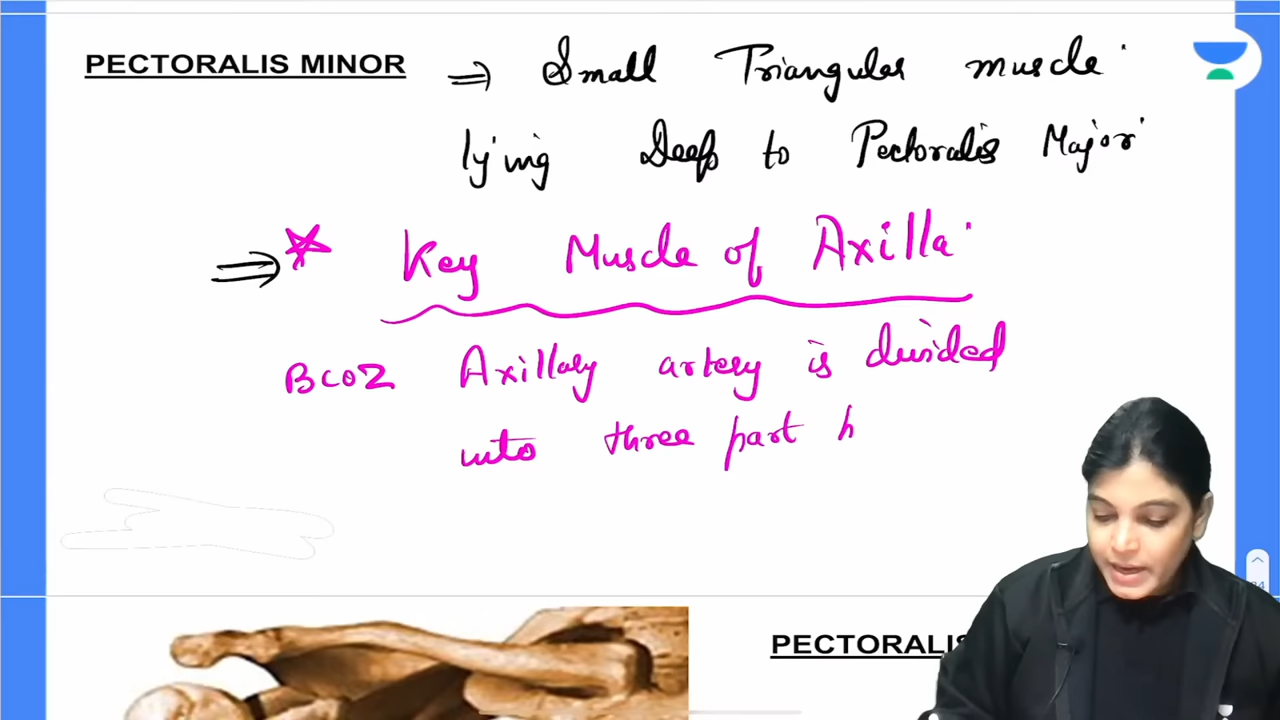 PECTORALIS MINOR ⇒ Small Triangular muscle
lying Deep to Pectoralis Major
⇒ * Key Muscle of Axilla
BCOZ Axillary artery is divided
into three part b
PECTORALIS